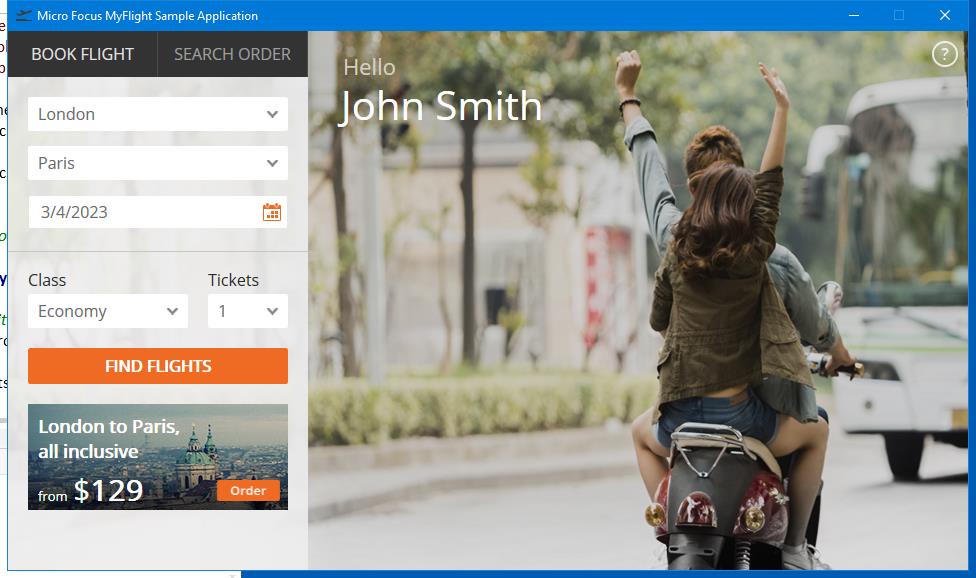 Micro Focus MyFlight Sample Application
BOOK FLIGHT
SEARCH ORDER
Hello
John Smith
?
London
Paris
3/4/2023
Class
Tickets
Economy
1
FIND FLIGHTS
London to Paris,
all inclusive
from $129
Order